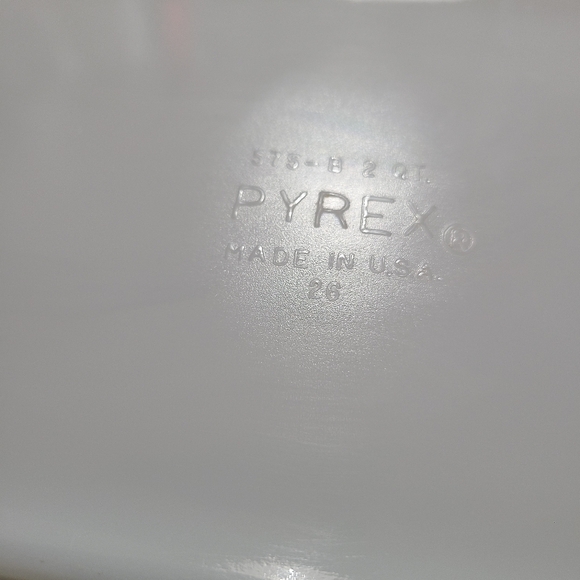 575-B 2 QT.
PYREX®
MADE IN U.S.A.
26